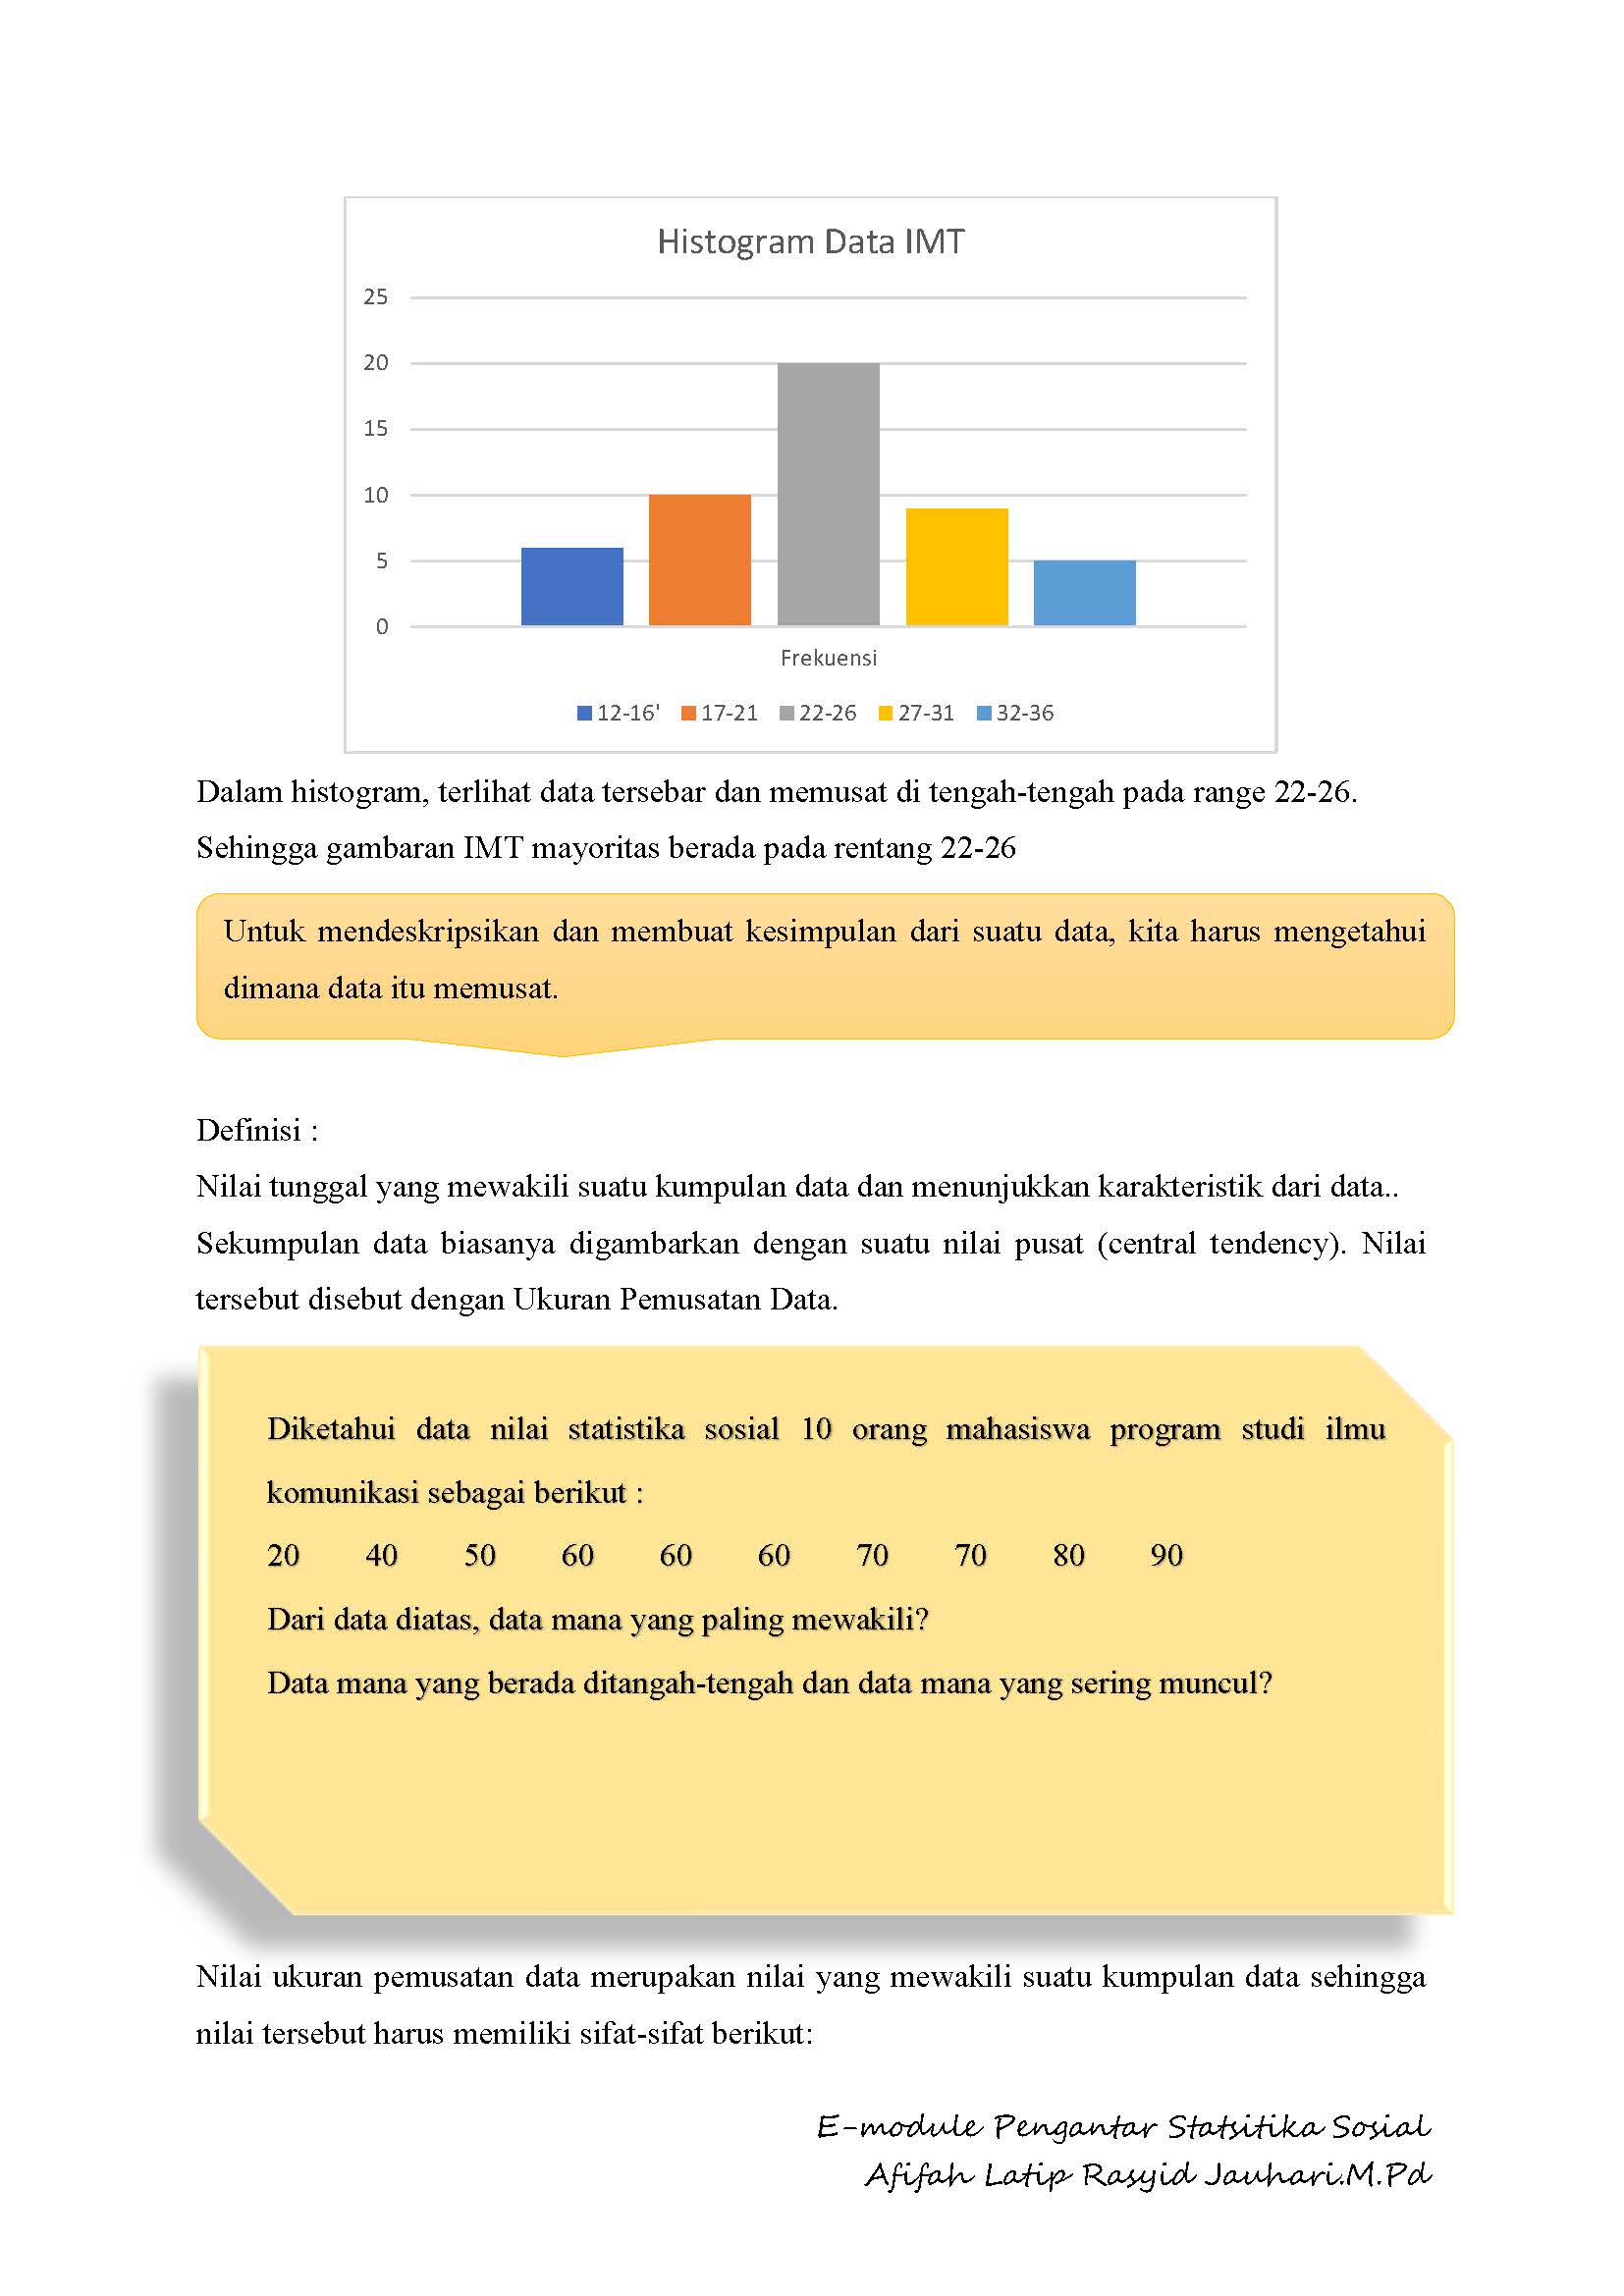 Histogram Data IMT
25
20
15
10
5
0
Frekuensi
12-16' 17-21 22-26 27-31 32-36
Dalam histogram, terlihat data tersebar dan memusat di tengah-tengah pada range 22-26.
Sehingga gambaran IMT mayoritas berada pada rentang 22-26
Untuk mendeskripsikan dan membuat kesimpulan dari suatu data, kita harus mengetahui
dimana data itu memusat.
Definisi :
Nilai tunggal yang mewakili suatu kumpulan data dan menunjukkan karakteristik dari data..
Sekumpulan data biasanya digambarkan dengan suatu nilai pusat (central tendency). Nilai
tersebut disebut dengan Ukuran Pemusatan Data.
Diketahui data nilai statistika sosial 10 orang mahasiswa program studi ilmu
komunikasi sebagai berikut :
20 40 50 60 60 60 70 70 80 90
Dari data diatas, data mana yang paling mewakili?
Data mana yang berada ditangah-tengah dan data mana yang sering muncul?
Nilai ukuran pemusatan data merupakan nilai yang mewakili suatu kumpulan data sehingga
nilai tersebut harus memiliki sifat-sifat berikut:
E-module Pengantar Statsitika Sosial
Afifah Latip Rasyid Jauhari.M.Pd